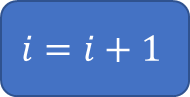 i = i + 1